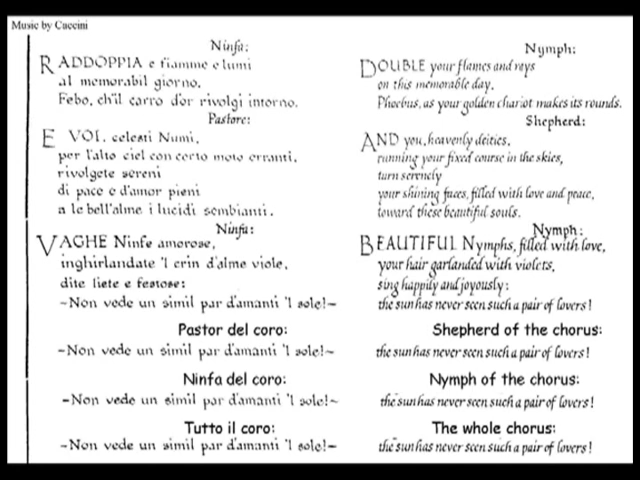 Music by Caccini
Ninfa:
RADDOPPIA e fiamme e lumi
al memorabil giorno,
Febo, ch'il carro d'or rivolgi intorno.
Pastore:
E VOI, celesti Numi,
per l'alto ciel con certo moto erranti,
rivolgete sereni
di pace e d'amor pieni
a le bell'alme i lucidi sembianti.
Ninfa:
VAGHE Ninfe amorose,
inghirlandate 'l crin d'alme viole,
dite liete e festose:
~Non vede un simil par d'amanti 'l sole!~
Pastor del coro:
~Non vede un simil par d'amanti 'l sole!~
Ninfa del coro:
~Non vede un simil par d'amanti 'l sole!~
Tutto il coro:
~Non vede un simil par d'amanti 'l sole!~
Nymph:
DOUBLE your flames and rays
on this memorable day,
Phoebus, as your golden chariot makes its rounds.
Shepherd:
AND you, heavenly deities,
running your fixed course in the skies,
turn serenely
your shining faces, filled with love and peace,
toward these beautiful souls.
Nymph:
BEAUTIFUL Nymphs, filled with love,
your hair garlanded with violets,
sing happily and joyously:
the sun has never seen such a pair of lovers!
Shepherd of the chorus:
the sun has never seen such a pair of lovers!
Nymph of the chorus:
the sun has never seen such a pair of lovers!
The whole chorus:
the sun has never seen such a pair of lovers!